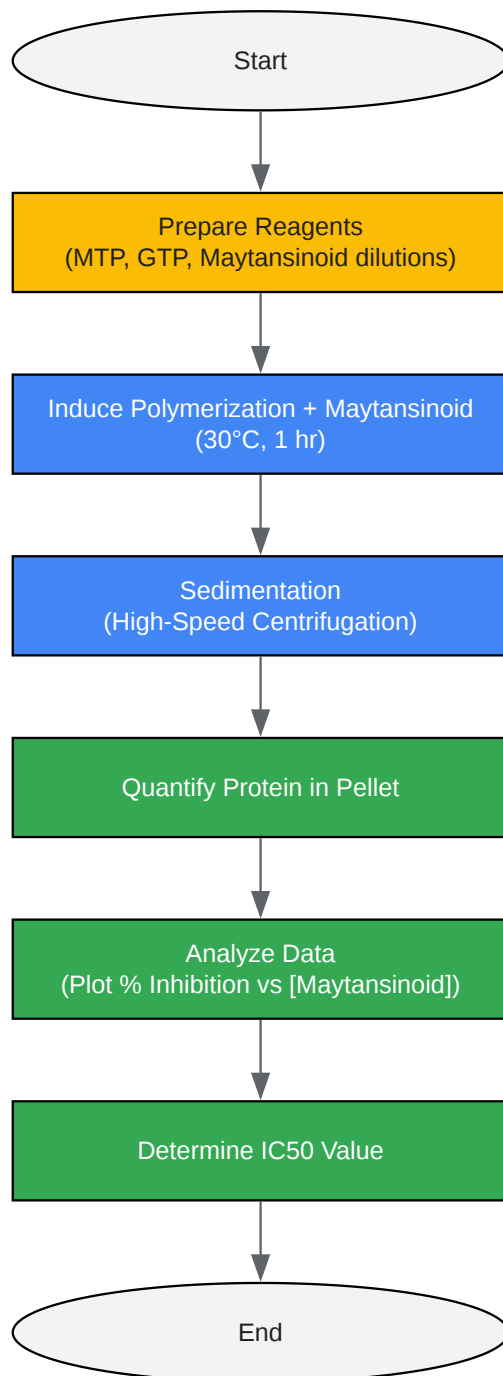 Start
Prepare Reagents
(MTP, GTP, Maytansinoid dilutions)
Induce Polymerization + Maytansinoid
(30°C, 1 hr)
Sedimentation
(High-Speed Centrifugation)
Quantify Protein in Pellet
Analyze Data
(Plot % Inhibition vs [Maytansinoid])
Determine IC50 Value
End